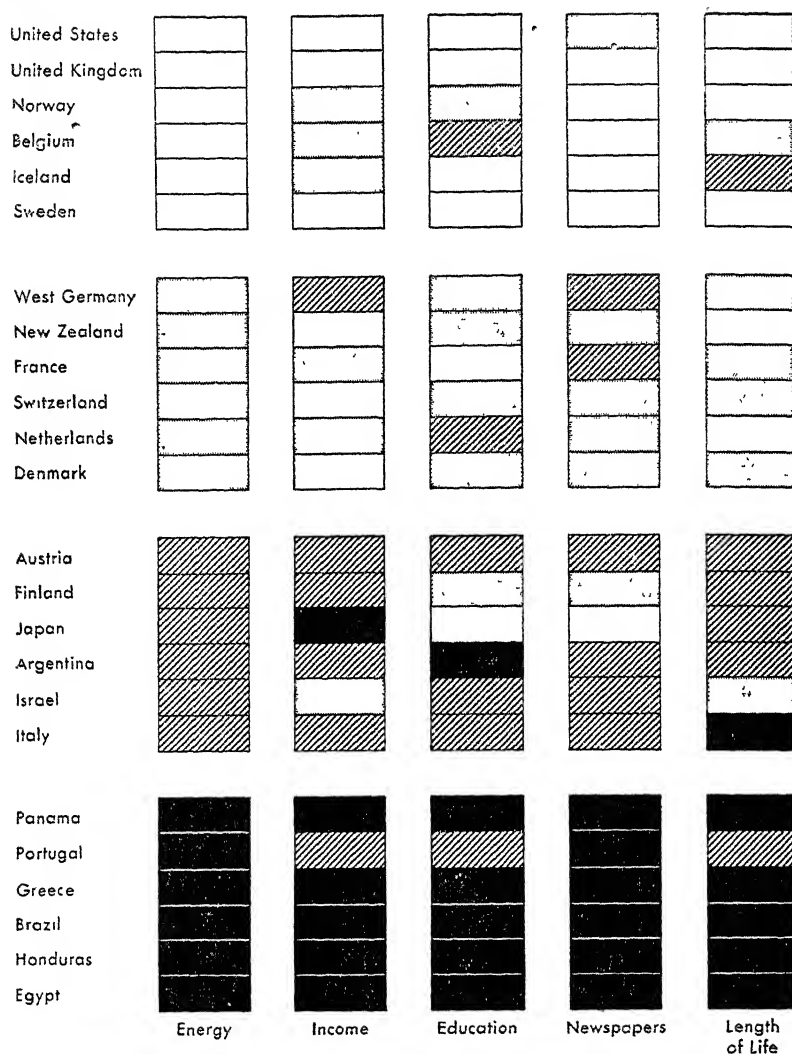 United States
United Kingdom
Norway
Belgium
Iceland
Sweden
West Germany
New Zealand
France
Switzerland
Netherlands
Denmark
Austria
Finland
Japan
Argentina
Israel
Italy
Panama
Portugal
Greece
Brazil
Honduras
Egypt
Energy Income Education Newspapers Length
of Life